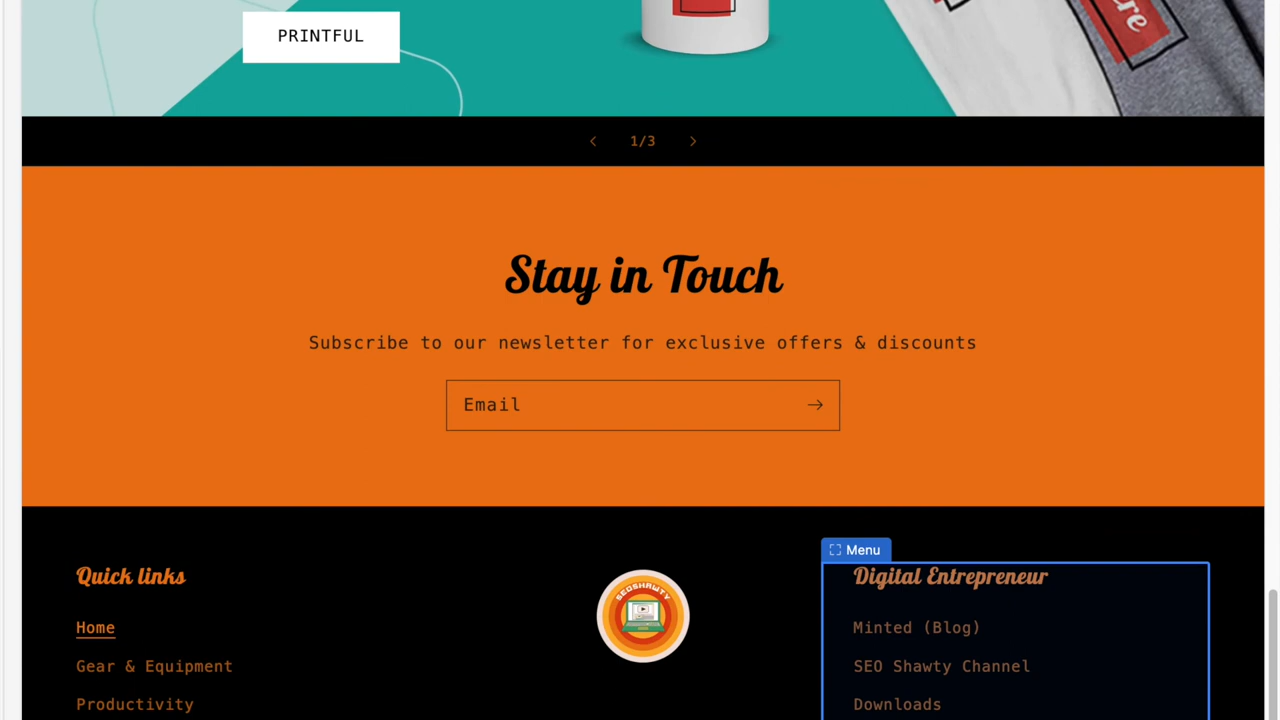 PRINTFUL
1/3
Stay in Touch
Subscribe to our newsletter for exclusive offers & discounts
Email
Menu
Quick links
Digital Entrepreneur
SEOSHAWTY
Home
Minted (Blog)
Gear & Equipment
SEO Shawty Channel
Productivity
Downloads